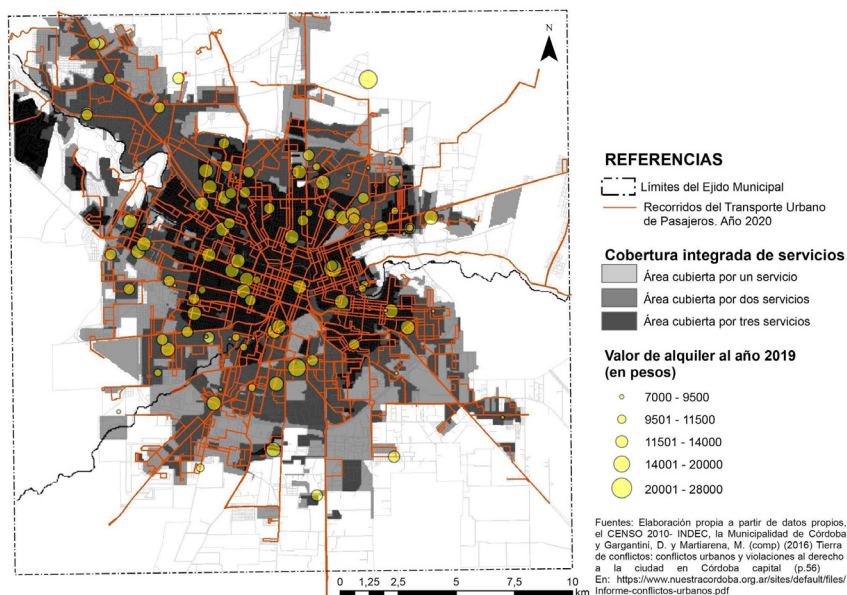 N
REFERENCIAS
Límites del Ejido Municipal
Recorridos del Transporte Urbano
de Pasajeros. Año 2020
Cobertura integrada de servicios
Área cubierta por un servicio
Área cubierta por dos servicios
Área cubierta por tres servicios
Valor de alquiler al año 2019
(en pesos)
7000 - 9500
9501 - 11500
11501 - 14000
14001 - 20000
20001 - 28000
Fuentes: Elaboración propia a partir de datos propios,
el CENSO 2010- INDEC, la Municipalidad de Córdoba
y Gargantini, D. y Martiarena, M. (comp) (2016) Tierra
de conflictos: conflictos urbanos y violaciones al derecho
a la ciudad en Córdoba capital (p.56)
En: https://www.nuestracordoba.org.ar/sites/default/files/
Informe-conflictos-urbanos.pdf
0 1,25 2,5 5 7,5 10
km